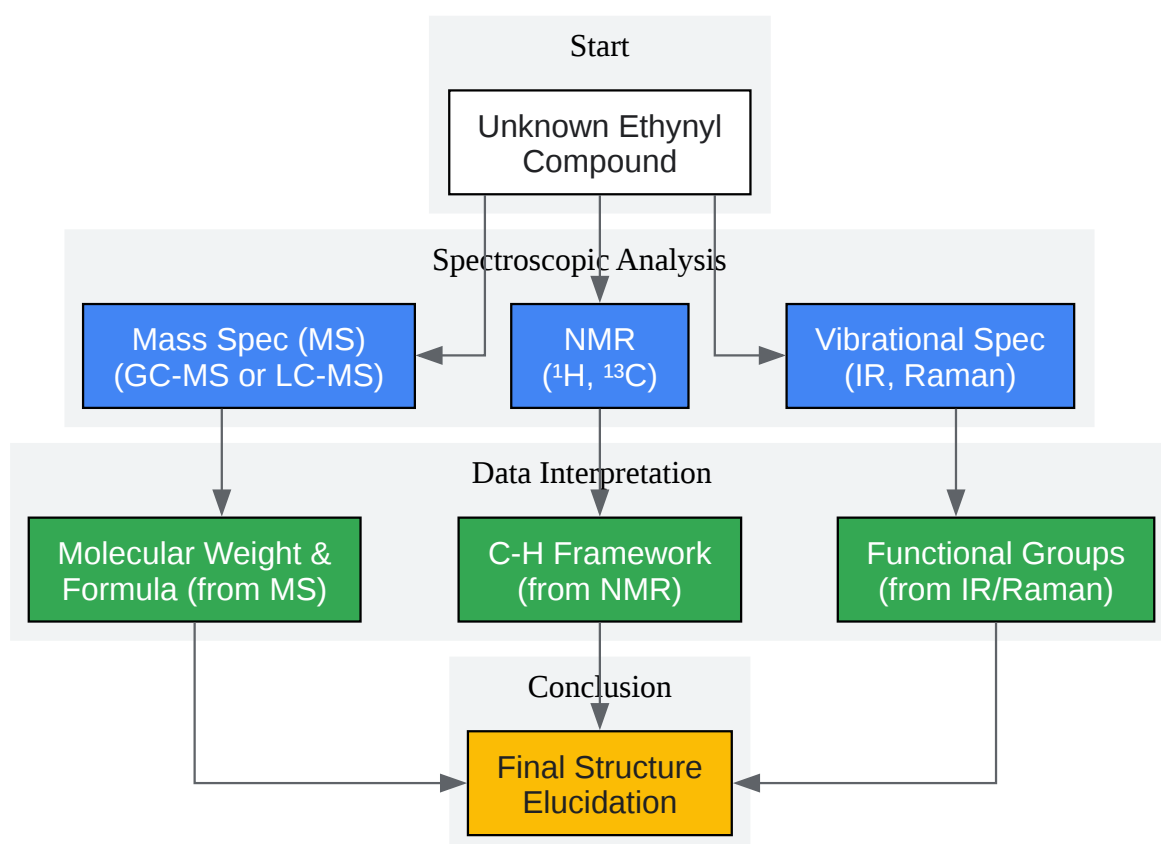 Start
Unknown Ethynyl
Compound
Spectroscopic Analysis
Mass Spec (MS)
(GC-MS or LC-MS)
NMR
(¹H, ¹³C)
Vibrational Spec
(IR, Raman)
Data Interpretation
Molecular Weight &
Formula (from MS)
C-H Framework
(from NMR)
Functional Groups
(from IR/Raman)
Conclusion
Final Structure
Elucidation